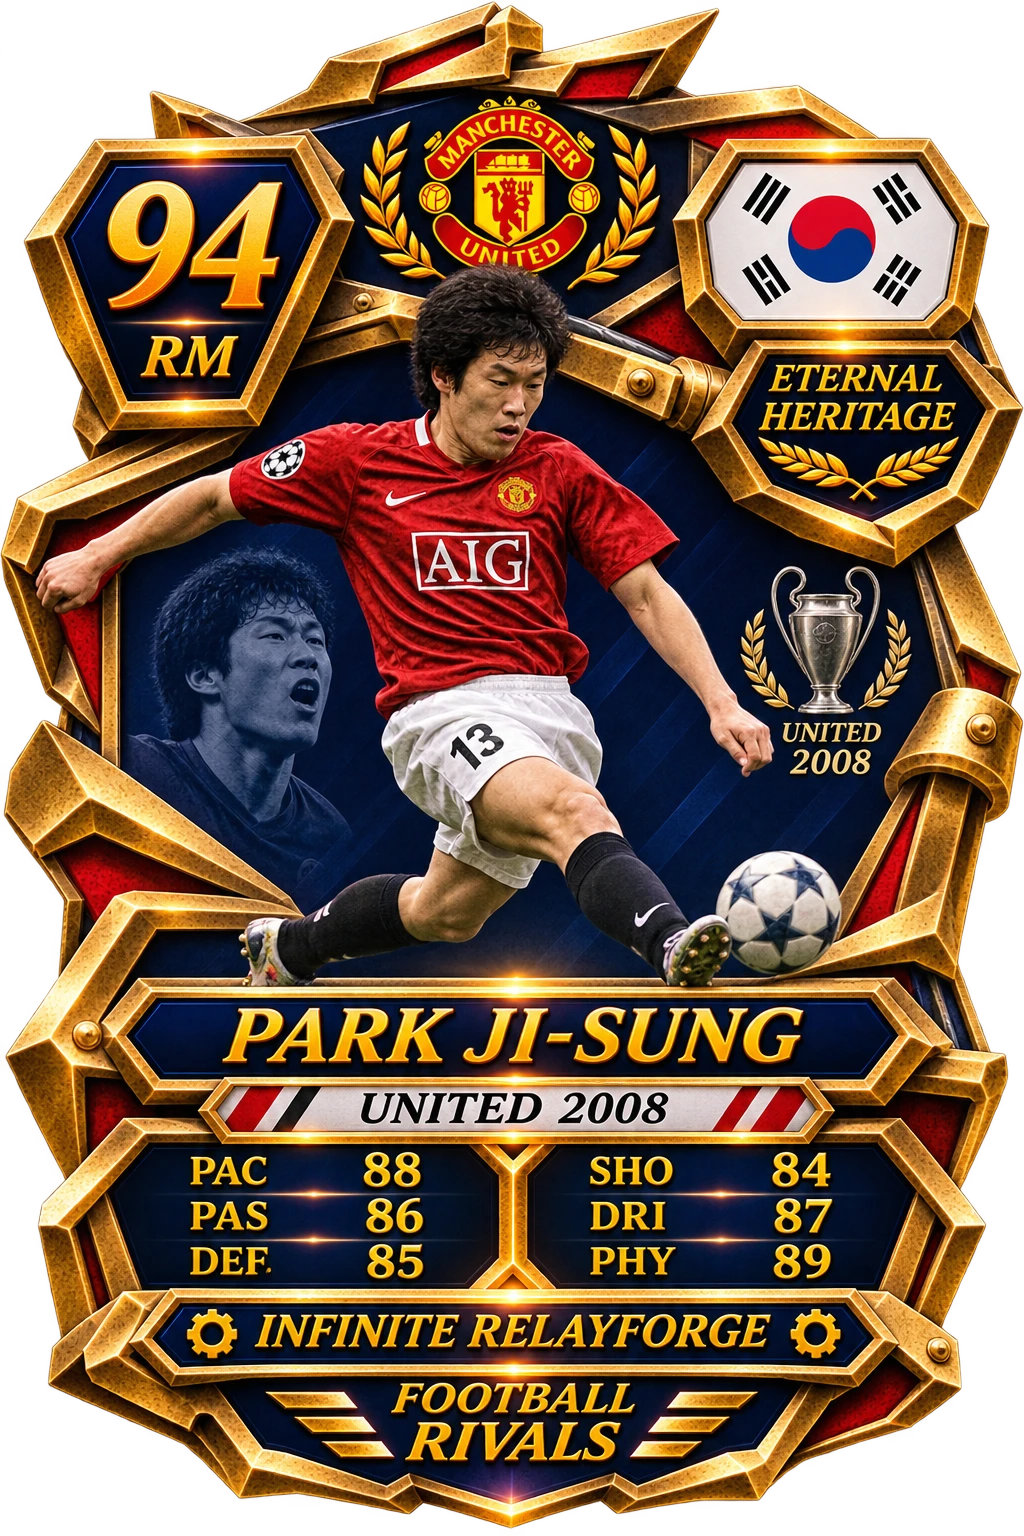 94
RM
MANCHESTER
UNITED
ETERNAL
HERITAGE
AIG
13
UNITED
2008
PARK JI-SUNG
UNITED 2008
PAC 88
SHO 84
PAS 86
DRI 87
DEF. 85
PHY 89
INFINITE RELAYFORGE
FOOTBALL
RIVALS